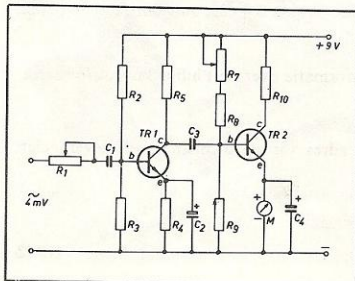 +9V
R2
R5
R7
R8
R10
TR1
TR2
C1
C3
b
c
e
b
c
e
R1
~
4mV
R3
R4
C2
+
R9
+
-
M
+
C4
-